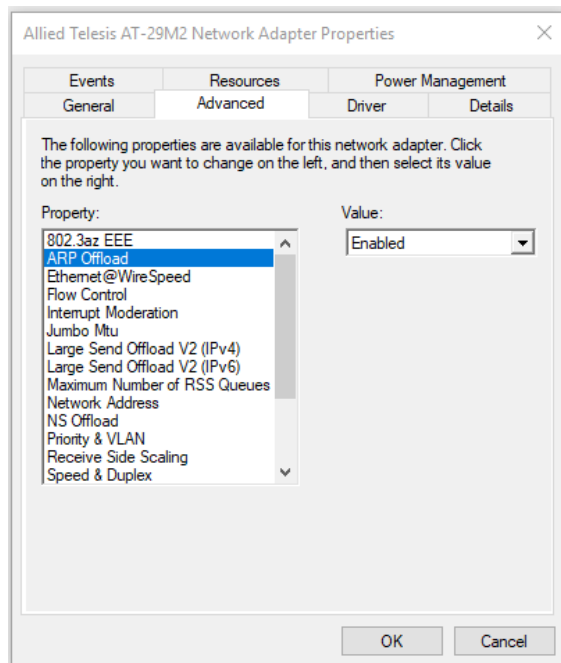 Allied Telesis AT-29M2 Network Adapter Properties
Events Resources Power Management
General Advanced Driver Details
The following properties are available for this network adapter. Click
the property you want to change on the left, and then select its value
on the right.
Property: Value:
802.3az EEE Enabled
ARP Offload
Ethernet@WireSpeed
Flow Control
Interrupt Moderation
Jumbo Mtu
Large Send Offload V2 (IPv4)
Large Send Offload V2 (IPv6)
Maximum Number of RSS Queues
Network Address
NS Offload
Priority & VLAN
Receive Side Scaling
Speed & Duplex
OK Cancel